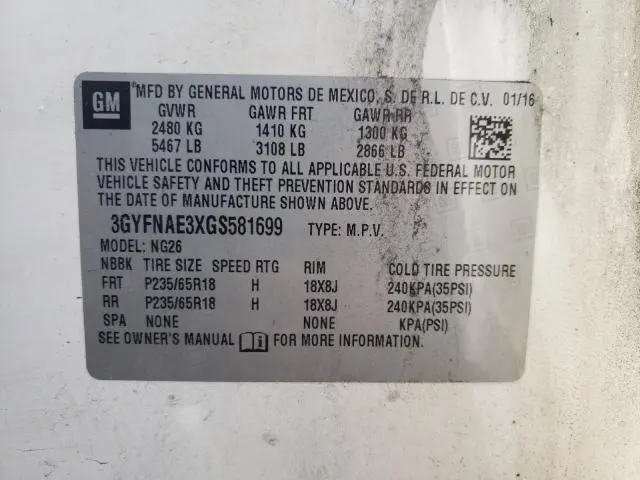 GM
*MFD BY GENERAL MOTORS DE MEXICO, S. DE R.L. DE C.V. 01/16
GVWR GAWR FRT GAWR RR
2480 KG 1410 KG 1300 KG
5467 LB 3108 LB 2866 LB
THIS VEHICLE CONFORMS TO ALL APPLICABLE U.S. FEDERAL MOTOR
VEHICLE SAFETY AND THEFT PREVENTION STANDARDS IN EFFECT ON
THE DATE OF MANUFACTURE SHOWN ABOVE.
3GYFNAE3XGS581699 TYPE: M.P.V.
MODEL: NG26
NBBK TIRE SIZE SPEED RTG RIM COLD TIRE PRESSURE
FRT P235/65R18 H 18X8J 240KPA(35PSI)
RR P235/65R18 H 18X8J 240KPA(35PSI)
SPA NONE NONE KPA(PSI)
SEE OWNER'S MANUAL FOR MORE INFORMATION.